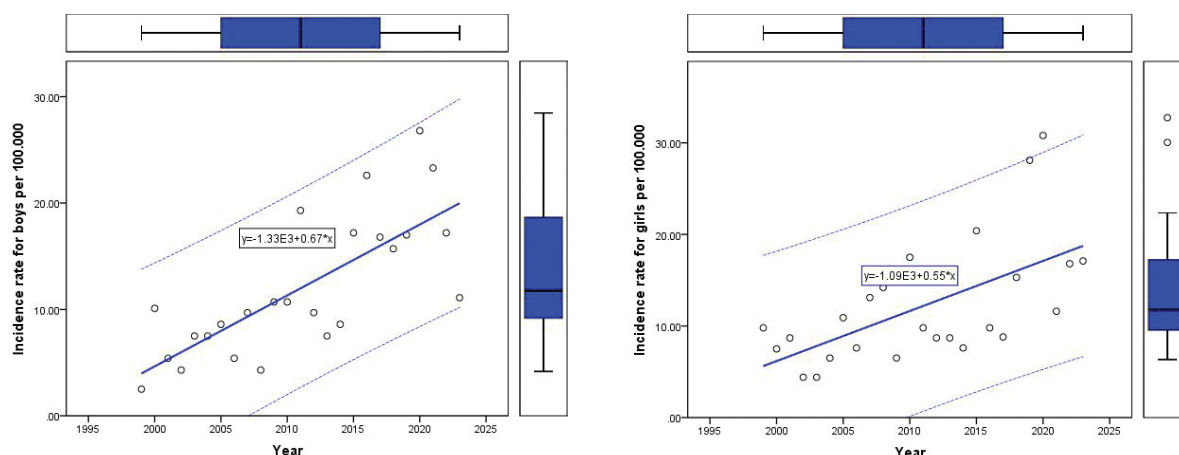 Incidence rate for boys per 100.000
30.00
20.00
10.00
.00
y=-1.33E3+0.67*x
1995 2000 2005 2010 2015 2020 2025
Year
Incidence rate for girls per 100.000
30.00
20.00
10.00
.00
y=-1.09E3+0.55*x
1995 2000 2005 2010 2015 2020 2025
Year